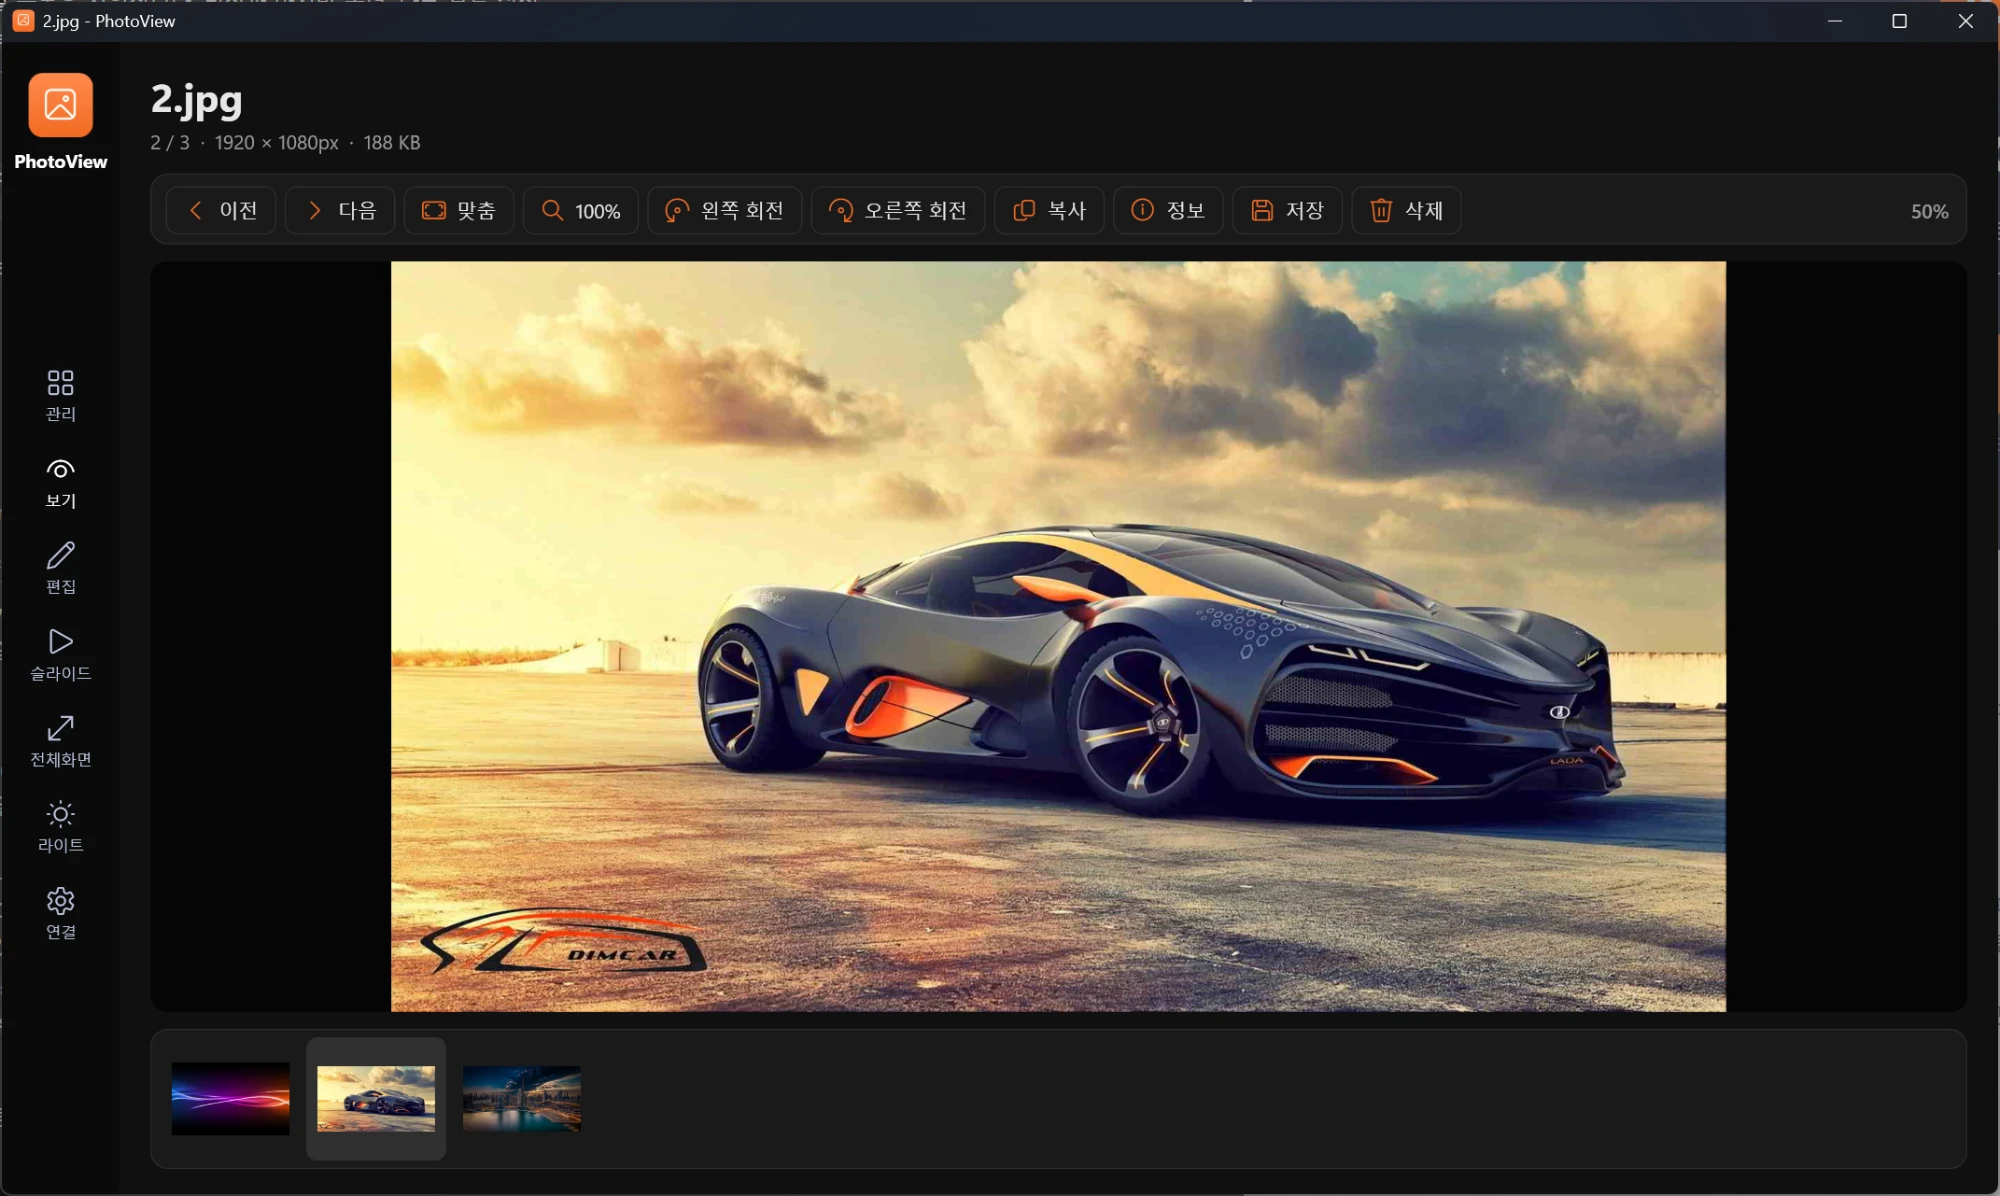 2.jpg - PhotoView
PhotoView
2.jpg
2 / 3 · 1920 × 1080px · 188 KB
이전 다음 맞춤 100% 왼쪽 회전 오른쪽 회전 복사 정보 저장 삭제 50%
관리
보기
편집
슬라이드
전체화면
라이트
연결
LADA
DIMCAR